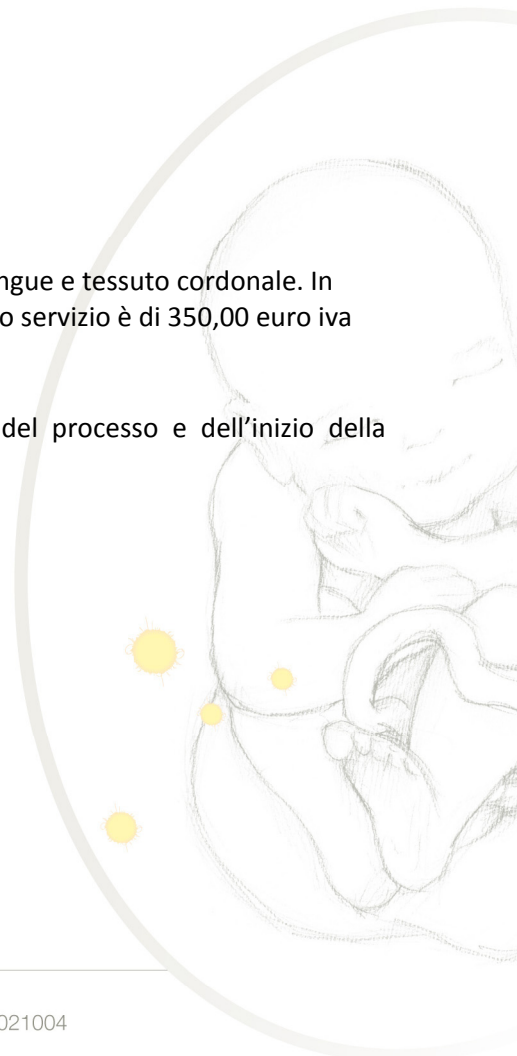 ngue e tessuto cordonale. In
o servizio è di 350,00 euro iva
del processo e dell'inizio della
021004